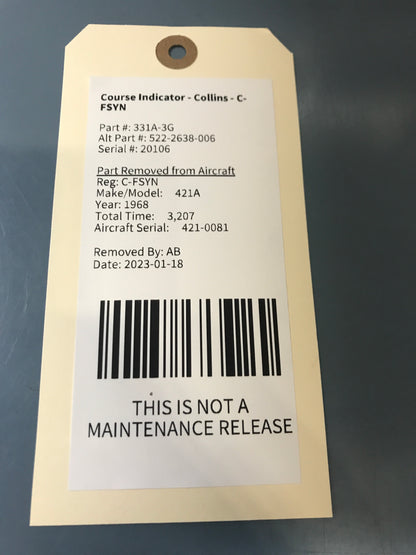 Course Indicator - Collins - C-
FSYN
Part #: 331A-3G
Alt Part #: 522-2638-006
Serial #: 20106
Part Removed from Aircraft
Reg: C-FSYN
Make/Model: 421A
Year: 1968
Total Time: 3,207
Aircraft Serial: 421-0081
Removed By: AB
Date: 2023-01-18
THIS IS NOT A
MAINTENANCE RELEASE